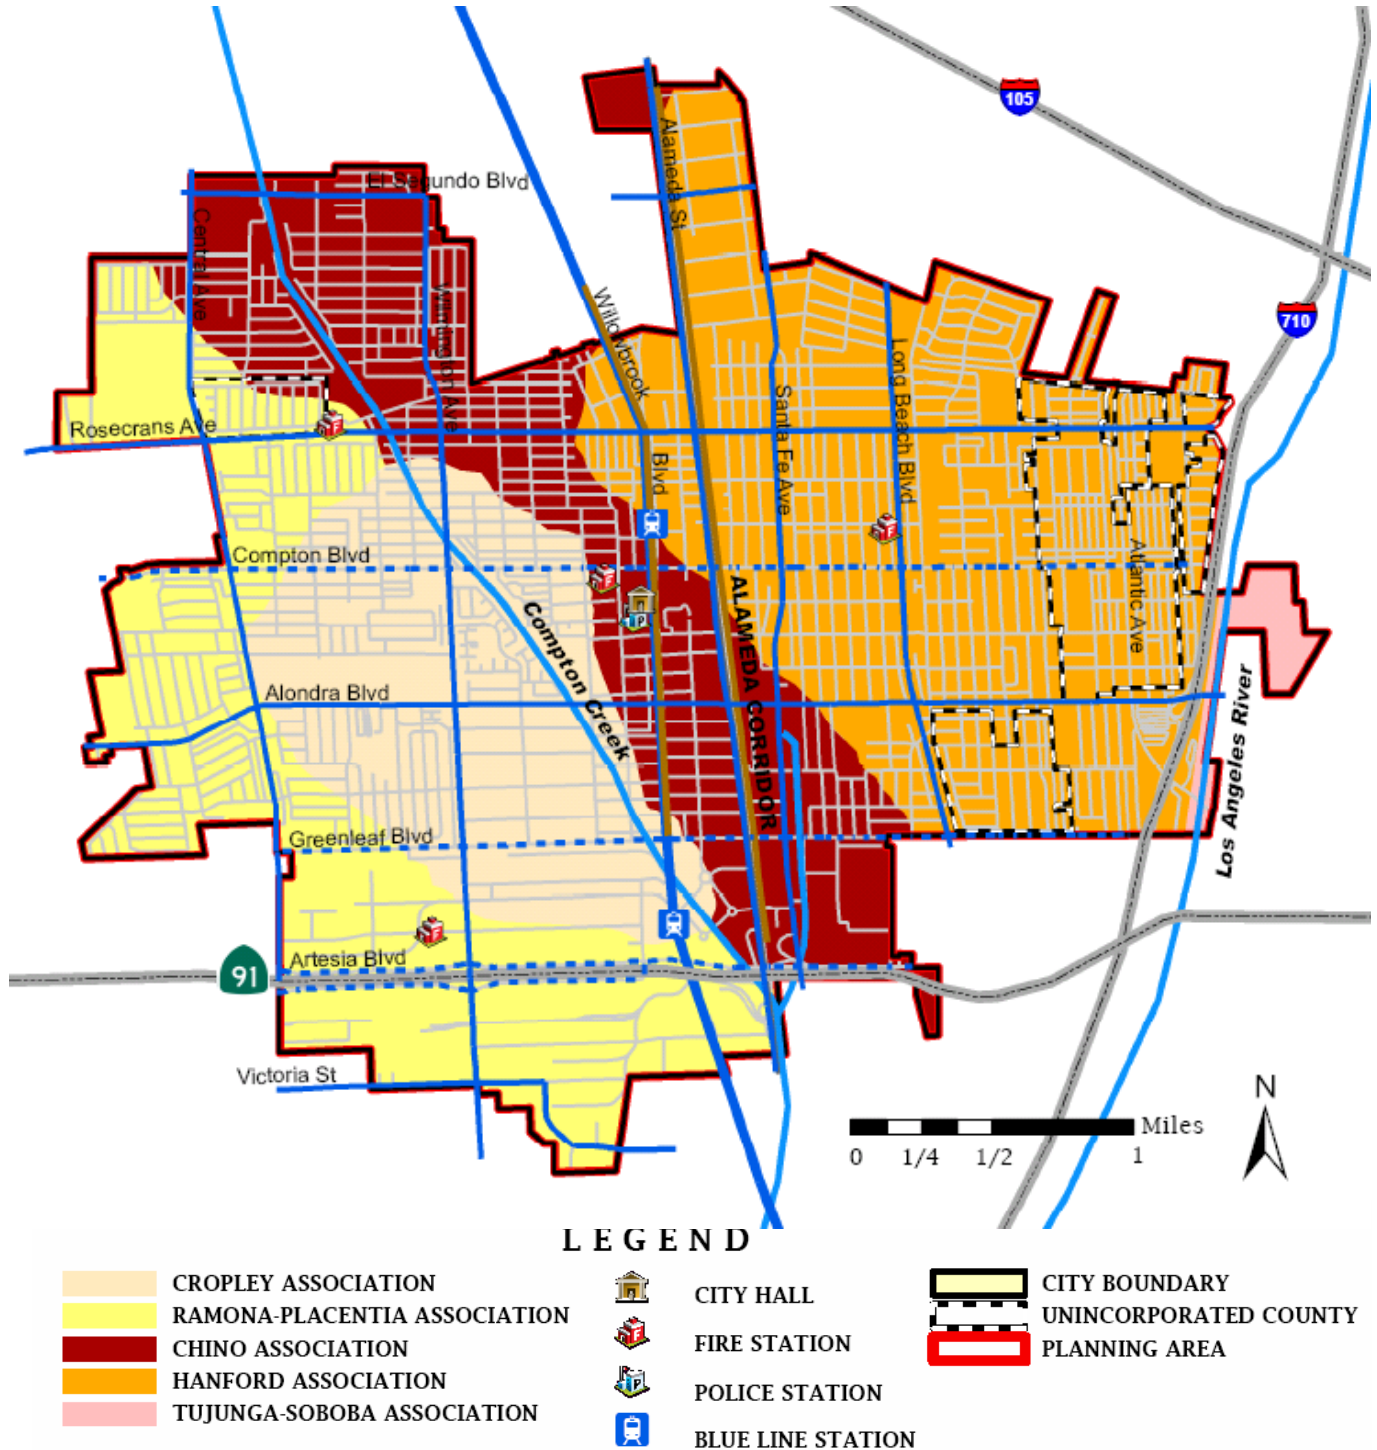 105
Alameda St
El Segundo Blvd
Central Ave
Wilmington Ave
Willowbrook
Blvd
710
Long Beach Blvd
Santa Fe Ave
Rosecrans Ave
Compton Blvd
Atlantic Ave
ALAMEDA CORRIDOR
Compton Creek
Alondra Blvd
Los Angeles River
Greenleaf Blvd
Artesia Blvd
91
Victoria St
N
Miles
0 1/4 1/2 1
LEGEND
CROPLEY ASSOCIATION
RAMONA-PLACENTIA ASSOCIATION
CHINO ASSOCIATION
HANFORD ASSOCIATION
TUJUNGA-SOBOBA ASSOCIATION
CITY HALL
FIRE STATION
POLICE STATION
BLUE LINE STATION
CITY BOUNDARY
UNINCORPORATED COUNTY
PLANNING AREA